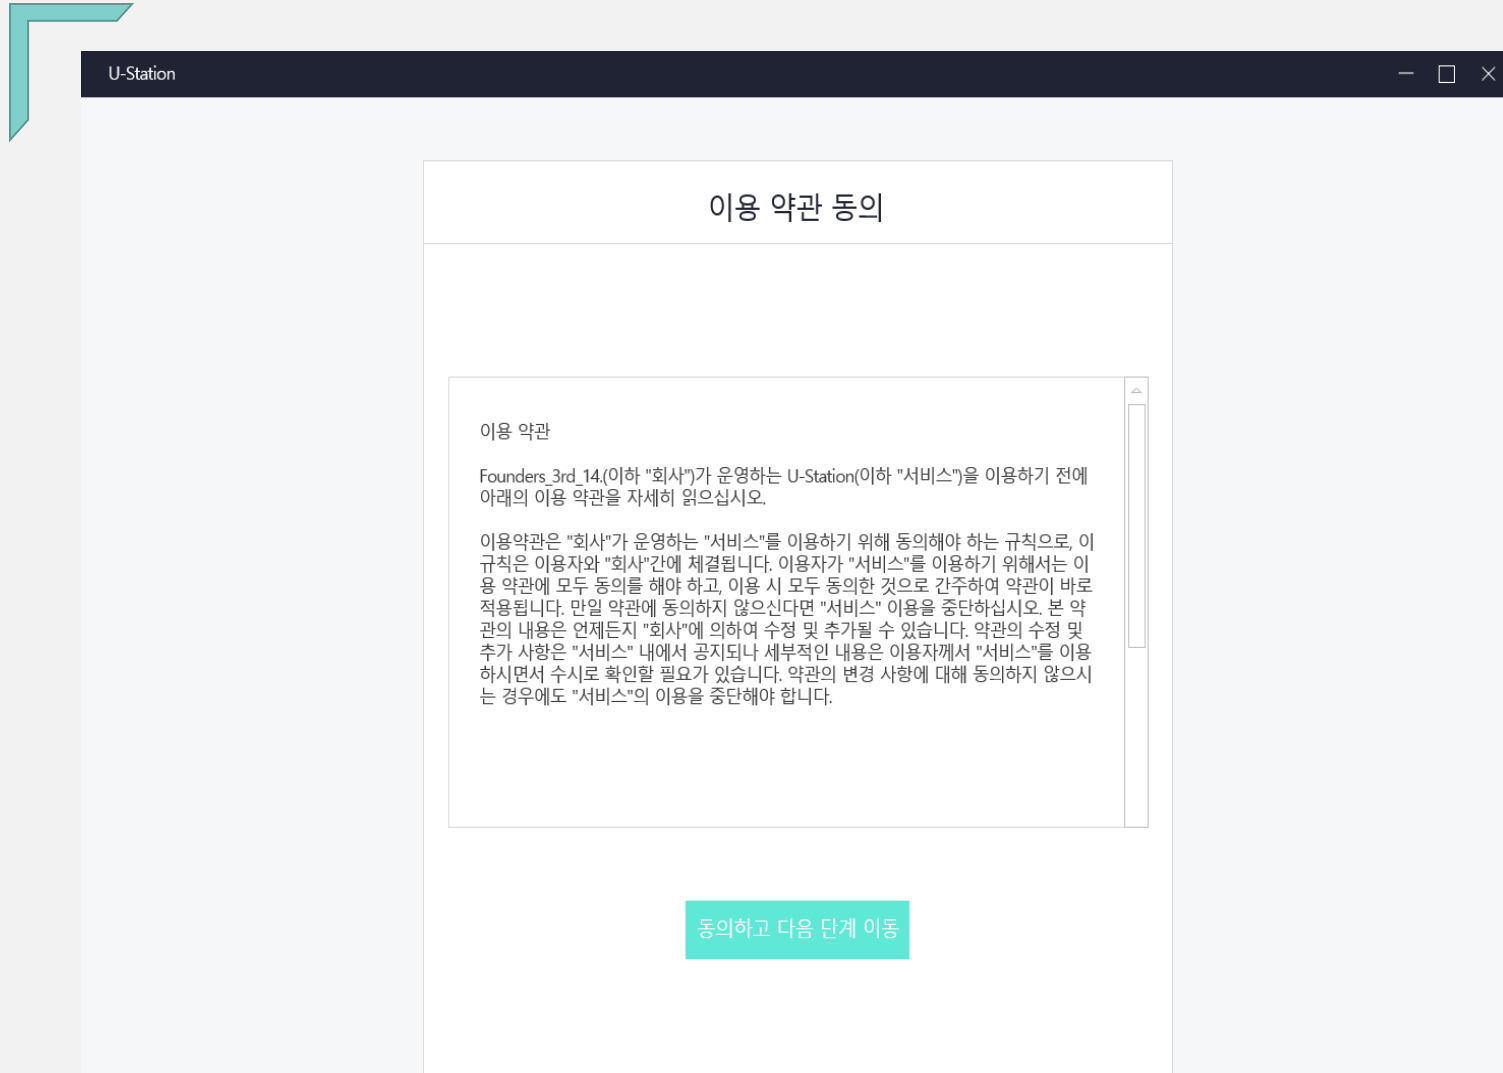 U-Station
이용 약관 동의
이용 약관
Founders_3rd_14.(이하 "회사")가 운영하는 U-Station(이하 "서비스")을 이용하기 전에
아래의 이용 약관을 자세히 읽으십시오.
이용약관은 "회사"가 운영하는 "서비스"를 이용하기 위해 동의해야 하는 규칙으로, 이
규칙은 이용자와 "회사"간에 체결됩니다. 이용자가 "서비스"를 이용하기 위해서는 이
용 약관에 모두 동의를 해야 하고, 이용 시 모두 동의한 것으로 간주하여 약관이 바로
적용됩니다. 만일 약관에 동의하지 않으신다면 "서비스" 이용을 중단하십시오. 본 약
관의 내용은 언제든지 "회사"에 의하여 수정 및 추가될 수 있습니다. 약관의 수정 및
추가 사항은 "서비스" 내에서 공지되나 세부적인 내용은 이용자께서 "서비스"를 이용
하시면서 수시로 확인할 필요가 있습니다. 약관의 변경 사항에 대해 동의하지 않으시
는 경우에도 "서비스"의 이용을 중단해야 합니다.
동의하고 다음 단계 이동